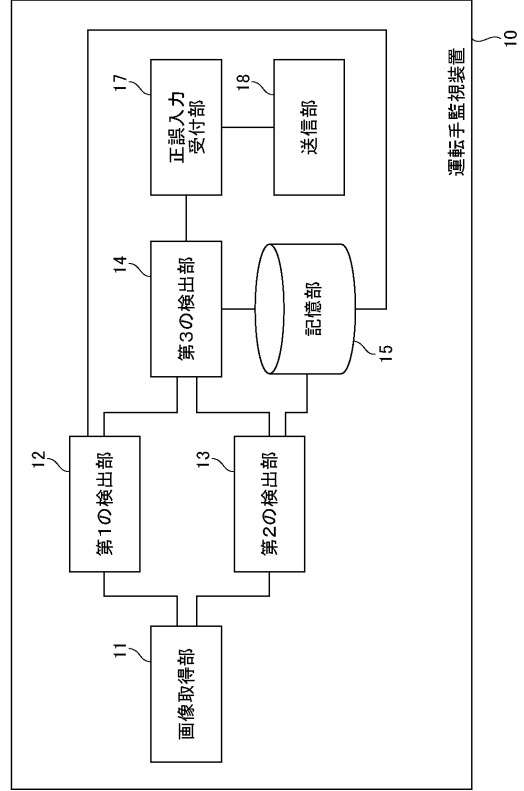 11
画像取得部
12
第1の検出部
13
第2の検出部
14
第3の検出部
記憶部
15
17
正誤入力
受付部
18
送信部
運転手監視装置
10